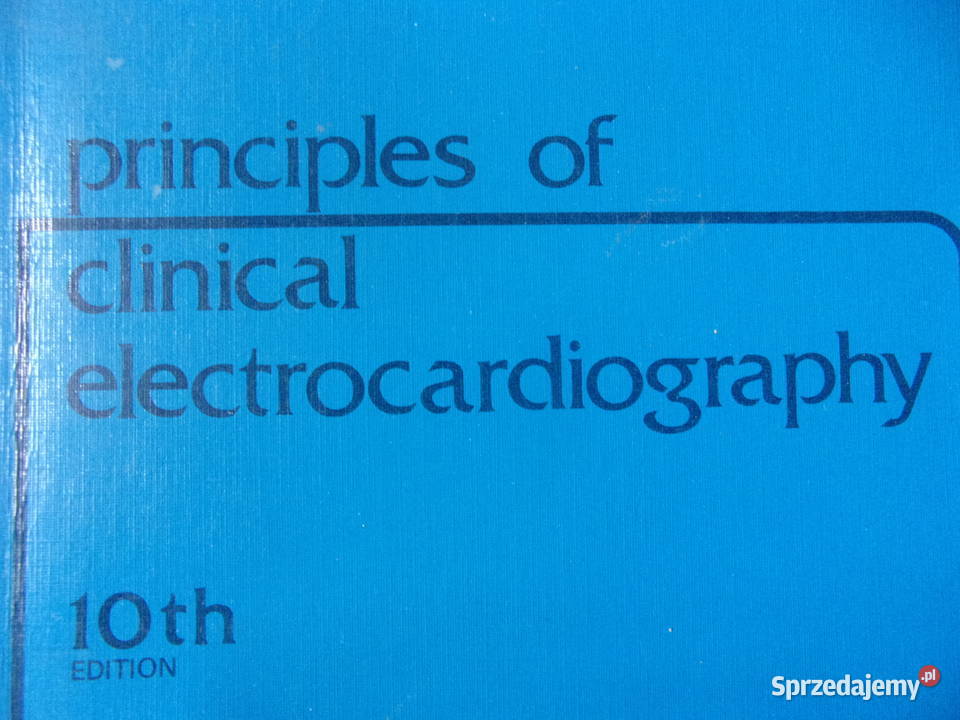 principles of
clinical
electrocardiography
10th
EDITION
Sprzedajemy.pl